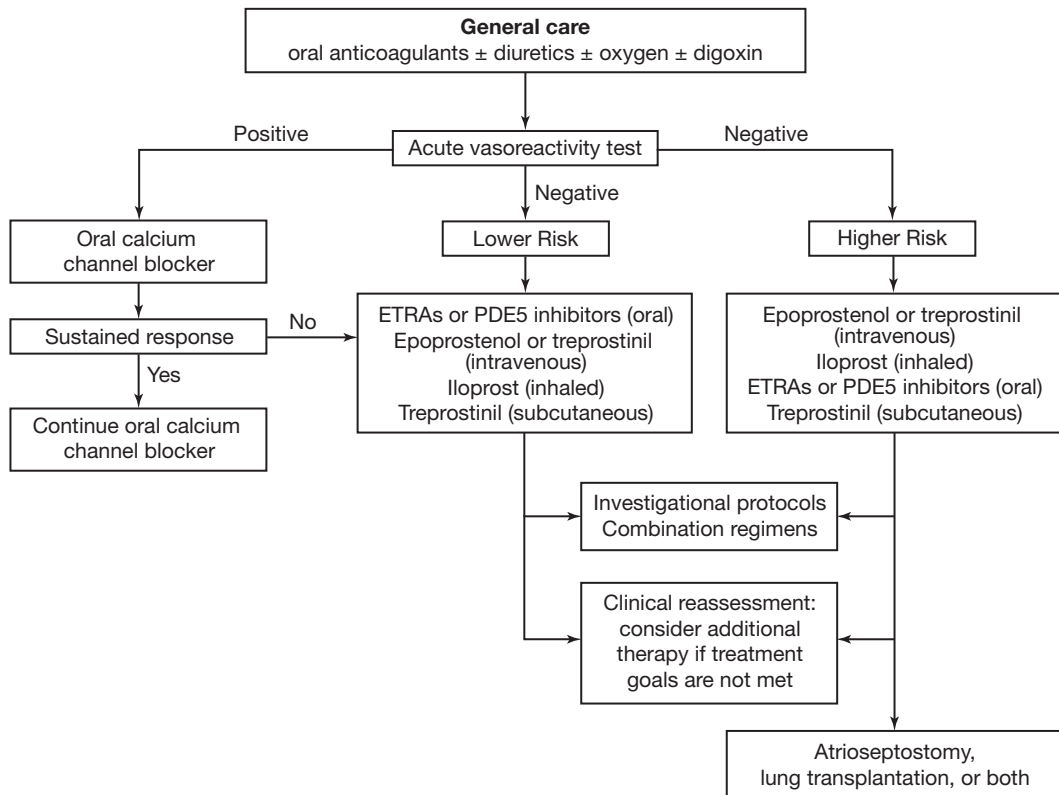 General care
oral anticoagulants ± diuretics ± oxygen ± digoxin
Positive
Negative
Acute vasoreactivity test
Negative
Oral calcium
channel blocker
Lower Risk
Higher Risk
Sustained response
No
ETRAs or PDE5 inhibitors (oral)
Epoprostenol or treprostinil
(intravenous)
Iloprost (inhaled)
Treprostinil (subcutaneous)
Epoprostenol or treprostinil
(intravenous)
Iloprost (inhaled)
ETRAs or PDE5 inhibitors (oral)
Treprostinil (subcutaneous)
Yes
Continue oral calcium
channel blocker
Investigational protocols
Combination regimens
Clinical reassessment:
consider additional
therapy if treatment
goals are not met
Atrioseptostomy,
lung transplantation, or both